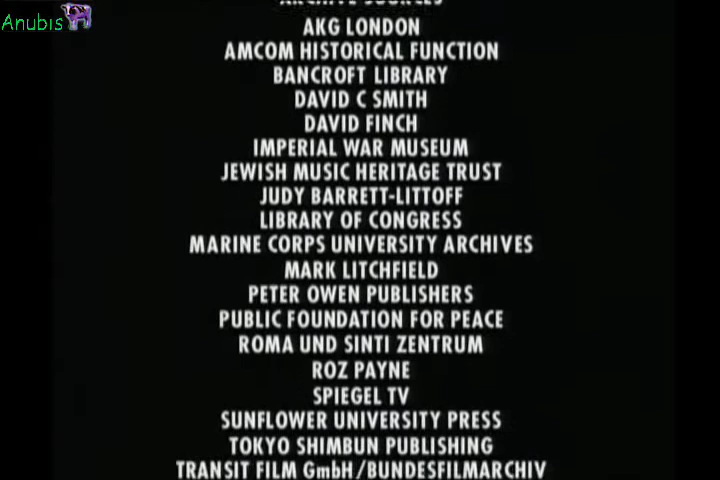 Anubis
ARCHIVE SOURCES
AKG LONDON
AMCOM HISTORICAL FUNCTION
BANCROFT LIBRARY
DAVID C SMITH
DAVID FINCH
IMPERIAL WAR MUSEUM
JEWISH MUSIC HERITAGE TRUST
JUDY BARRETT-LITTOFF
LIBRARY OF CONGRESS
MARINE CORPS UNIVERSITY ARCHIVES
MARK LITCHFIELD
PETER OWEN PUBLISHERS
PUBLIC FOUNDATION FOR PEACE
ROMA UND SINTI ZENTRUM
ROZ PAYNE
SPIEGEL TV
SUNFLOWER UNIVERSITY PRESS
TOKYO SHIMBUN PUBLISHING
TRANSIT FILM GmbH/BUNDESFILMARCHIV